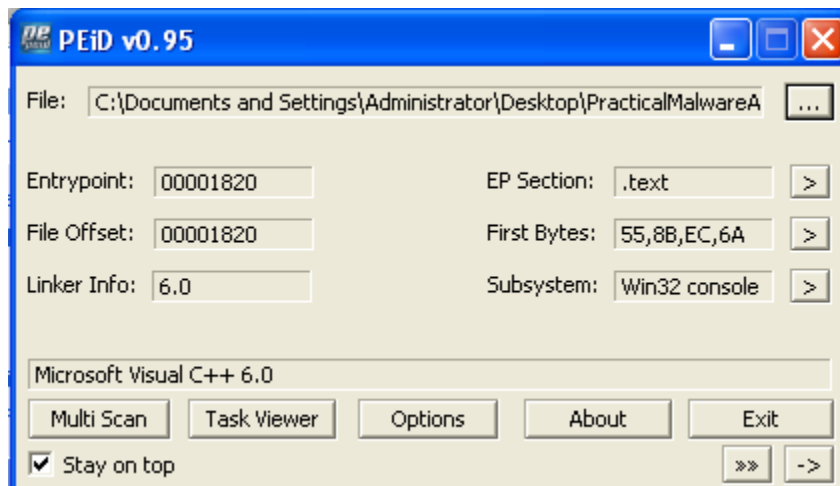 PEiD v0.95
File: C:\Documents and Settings\Administrator\Desktop\PracticalMalwareA ...
Entrypoint: 00001820 EP Section: .text >
File Offset: 00001820 First Bytes: 55,8B,EC,6A >
Linker Info: 6.0 Subsystem: Win32 console >
Microsoft Visual C++ 6.0
Multi Scan Task Viewer Options About Exit
Stay on top »» ->